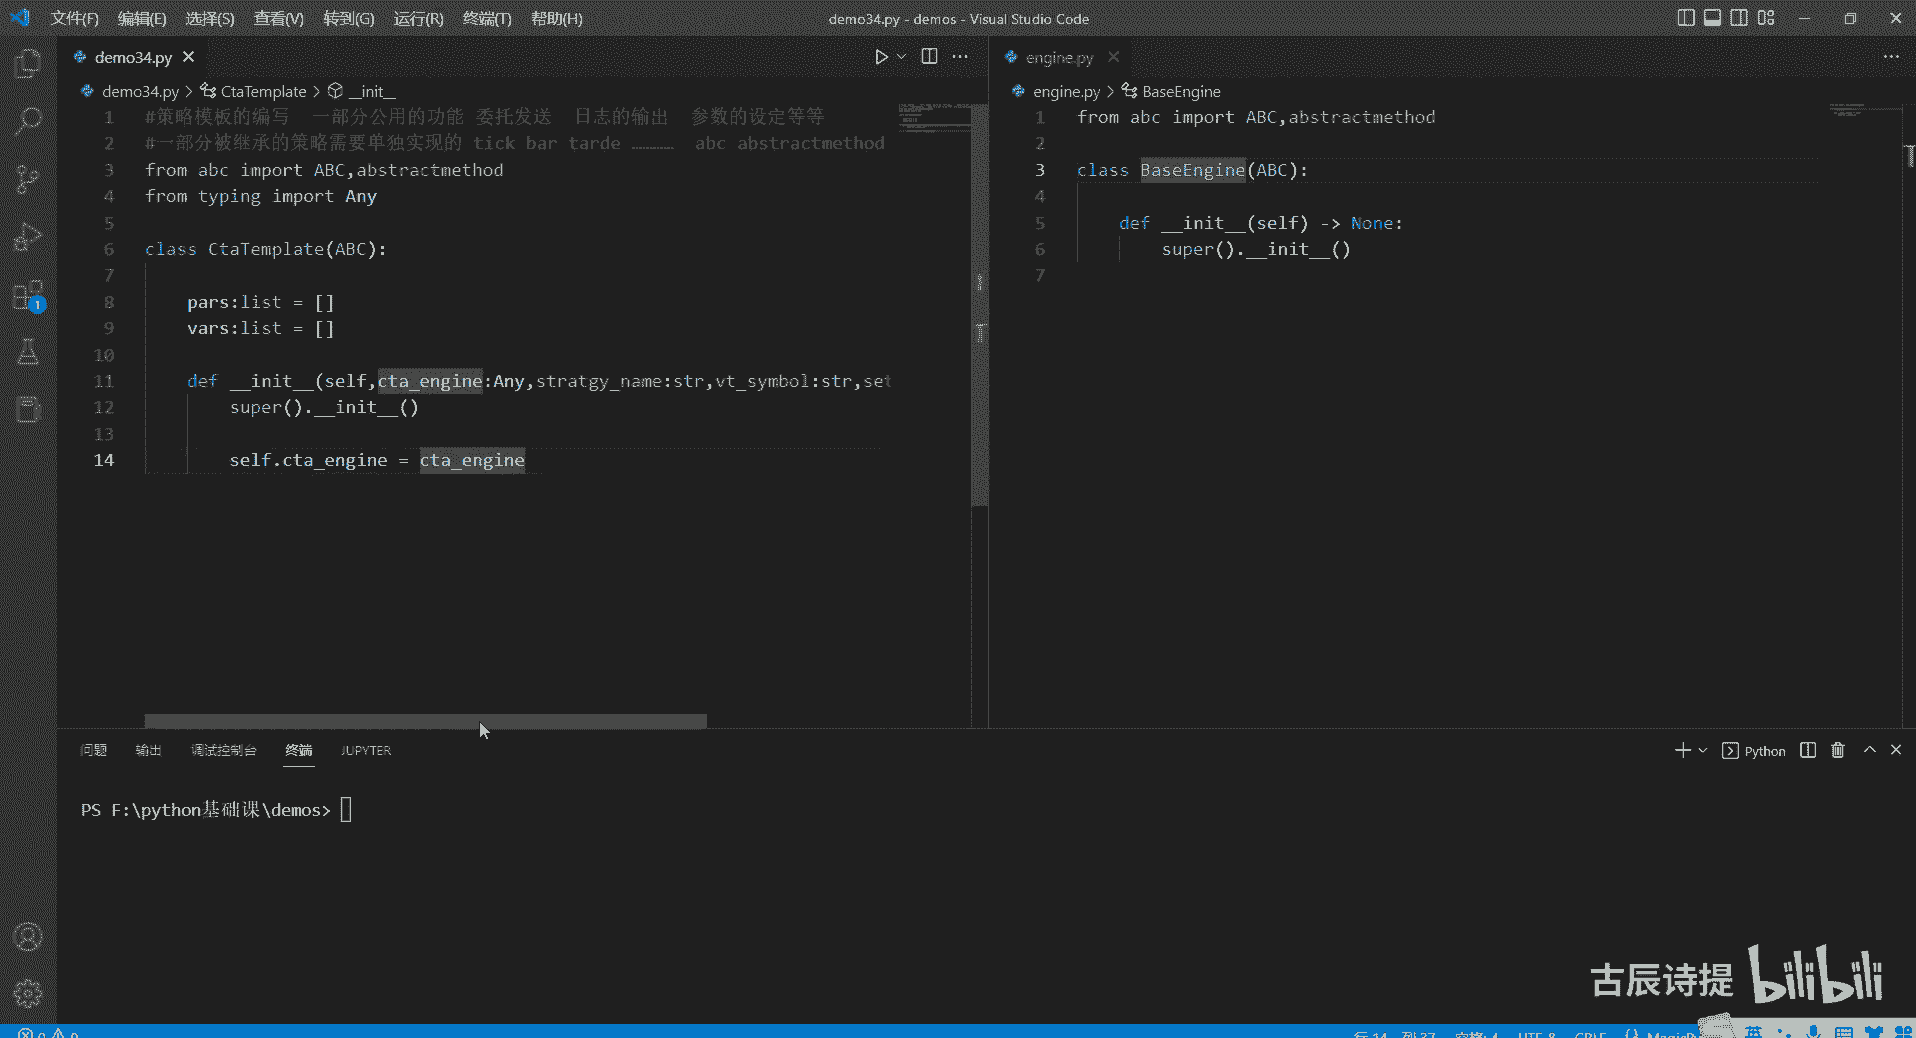 文件(F) 编辑(E) 选择(S) 查看(V) 转到(G) 运行(R) 终端(T) 帮助(H)
demo34.py - demos - Visual Studio Code
demo34.py
demo34.py > CtaTemplate > __init__
1 #策略模板的编写 一部分公用的功能 委托发送 日志的输出 参数的设定等等
2 #一部分被继承的策略需要单独实现的 tick bar tarde ………… abc abstractmethod
3 from abc import ABC,abstractmethod
4 from typing import Any
5
6 class CtaTemplate(ABC):
7
8 pars:list = []
9 vars:list = []
10
11 def __init__(self,cta_engine:Any,stratgy_name:str,vt_symbol:str,set
12 super().__init__()
13
14 self.cta_engine = cta_engine
engine.py
engine.py > BaseEngine
1 from abc import ABC,abstractmethod
2
3 class BaseEngine(ABC):
4
5 def __init__(self) -> None:
6 super().__init__()
7
1
问题 输出 调试控制台 终端 JUPYTER
Python
PS F:\python基础课\demos>
古辰诗提 bilibili
行 14, 列 37 空格: 4 UTF-8 CRLF
英